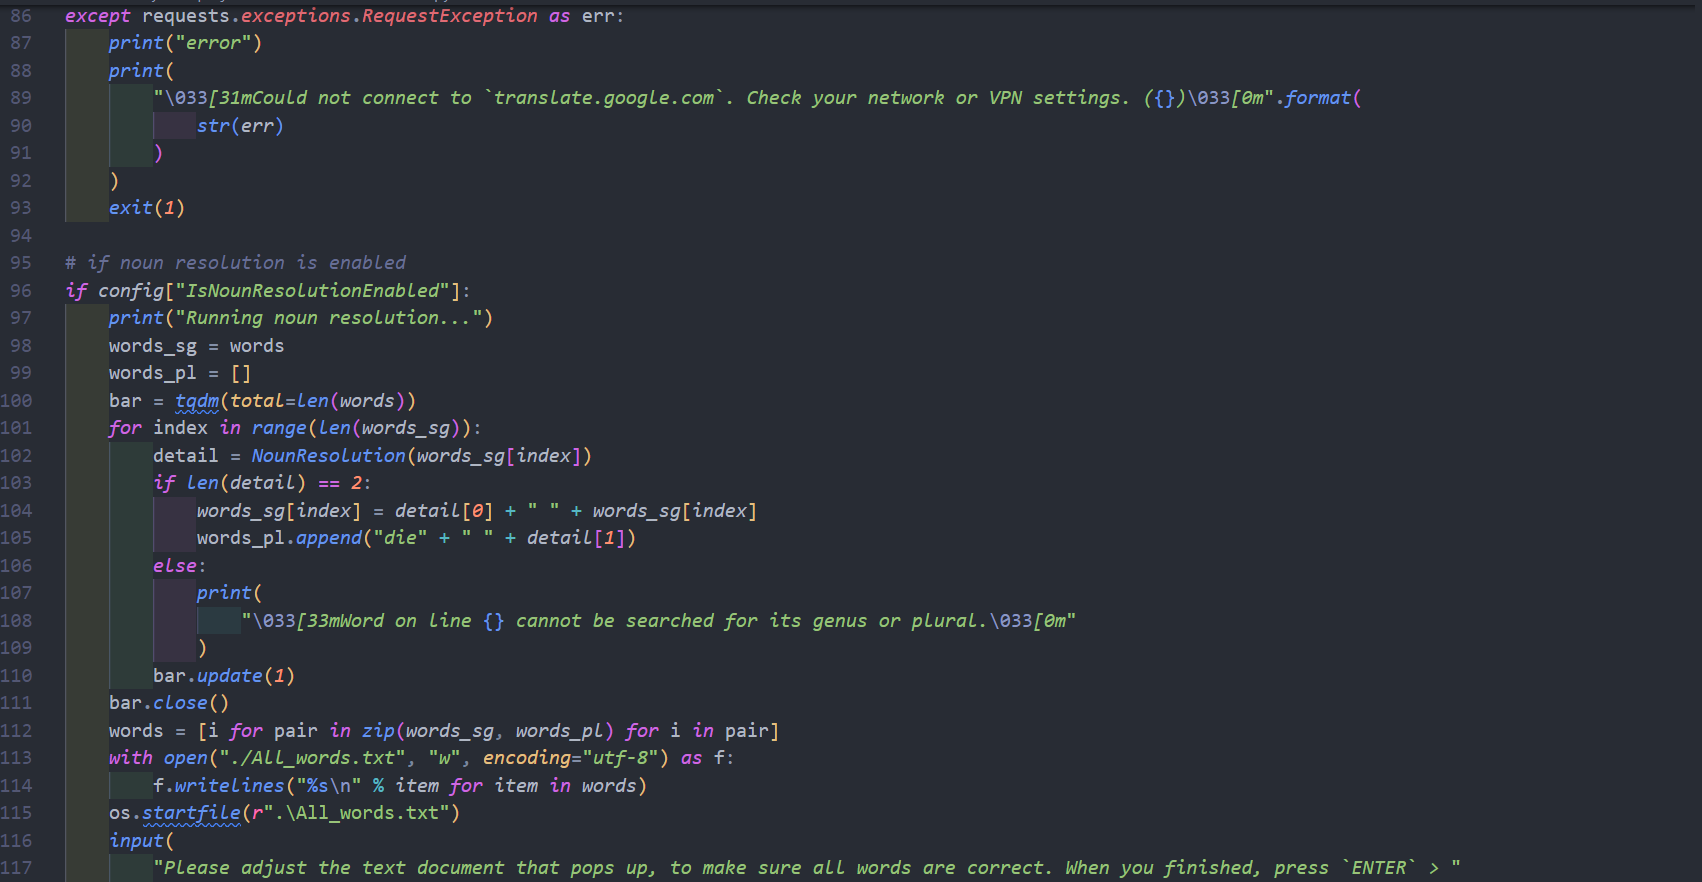 86 except requests.exceptions.RequestException as err:
87     print("error")
88     print(
89         "\033[31mCould not connect to `translate.google.com`. Check your network or VPN settings. ({})\033[0m".format(
90             str(err)
91         )
92     )
93     exit(1)
94
95 # if noun resolution is enabled
96 if config["IsNounResolutionEnabled"]:
97     print("Running noun resolution...")
98     words_sg = words
99     words_pl = []
100     bar = tqdm(total=len(words))
101     for index in range(len(words_sg)):
102         detail = NounResolution(words_sg[index])
103         if len(detail) == 2:
104             words_sg[index] = detail[0] + " " + words_sg[index]
105             words_pl.append("die" + " " + detail[1])
106         else:
107             print(
108                 "\033[33mWord on line {} cannot be searched for its genus or plural.\033[0m"
109             )
110         bar.update(1)
111     bar.close()
112     words = [i for pair in zip(words_sg, words_pl) for i in pair]
113     with open("./All_words.txt", "w", encoding="utf-8") as f:
114         f.writelines("%s\n" % item for item in words)
115     os.startfile(r".\All_words.txt")
116     input(
117         "Please adjust the text document that pops up, to make sure all words are correct. When you finished, press `ENTER` > "